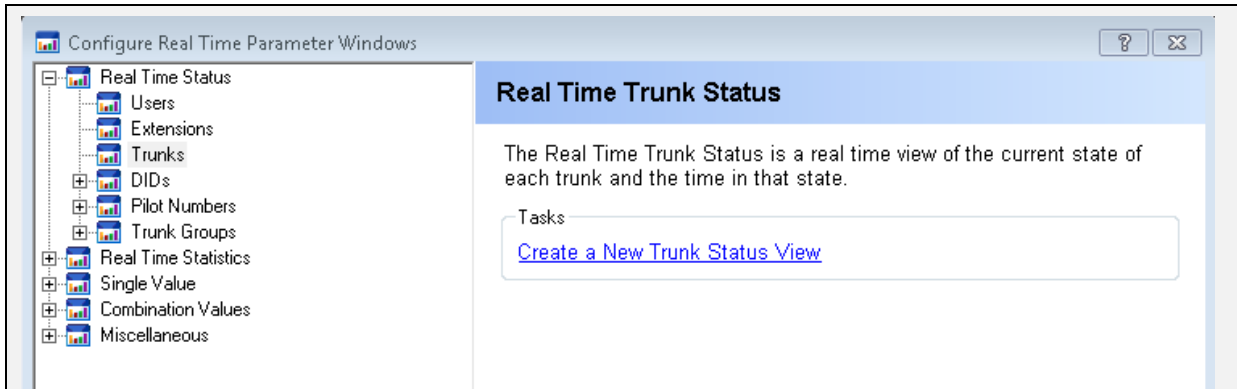 Configure Real Time Parameter Windows
?
Real Time Status
Users
Extensions
Trunks
DIDs
Pilot Numbers
Trunk Groups
Real Time Statistics
Single Value
Combination Values
Miscellaneous
Real Time Trunk Status
The Real Time Trunk Status is a real time view of the current state of
each trunk and the time in that state.
Tasks
Create a New Trunk Status View